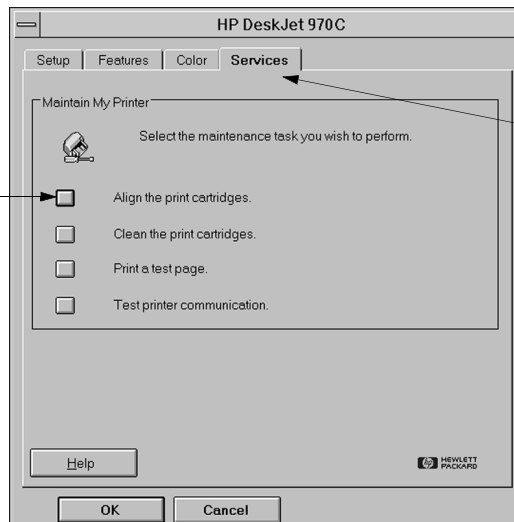 HP DeskJet 970C
Setup Features Color Services
Maintain My Printer
Select the maintenance task you wish to perform.
Align the print cartridges.
Clean the print cartridges.
Print a test page.
Test printer communication.
Help
hp HEWLETT
PACKARD
OK Cancel